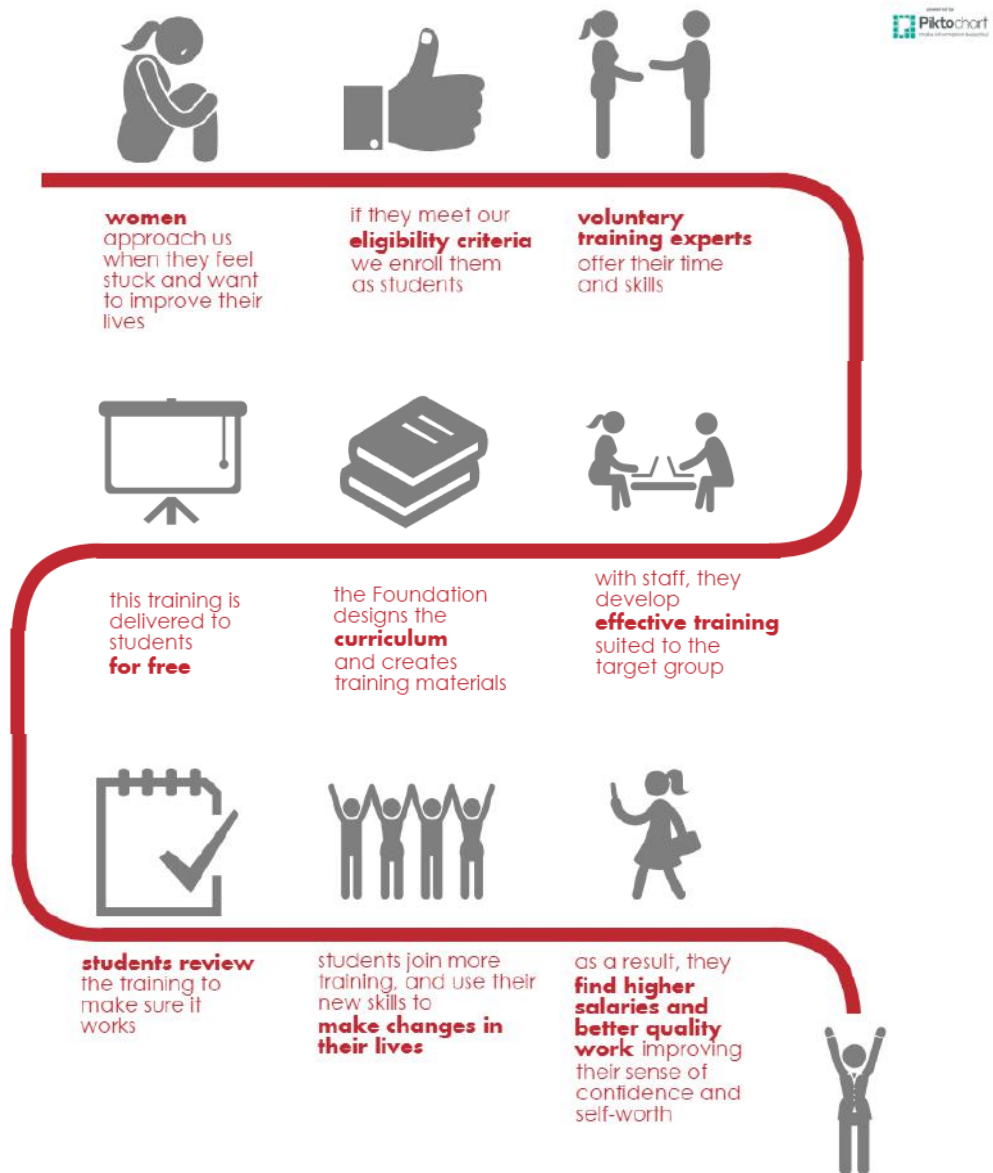 powered by
Piktochart
make information beautiful
women
approach us
when they feel
stuck and want
to improve their
lives
if they meet our
eligibility criteria
we enroll them
as students
voluntary
training experts
offer their time
and skills
with staff, they
develop
effective training
suited to the
target group
the Foundation
designs the
curriculum
and creates
training materials
this training is
delivered to
students
for free
students review
the training to
make sure it
works
students join more
training, and use their
new skills to
make changes in
their lives
as a result, they
find higher
salaries and
better quality
work improving
their sense of
confidence and
self-worth